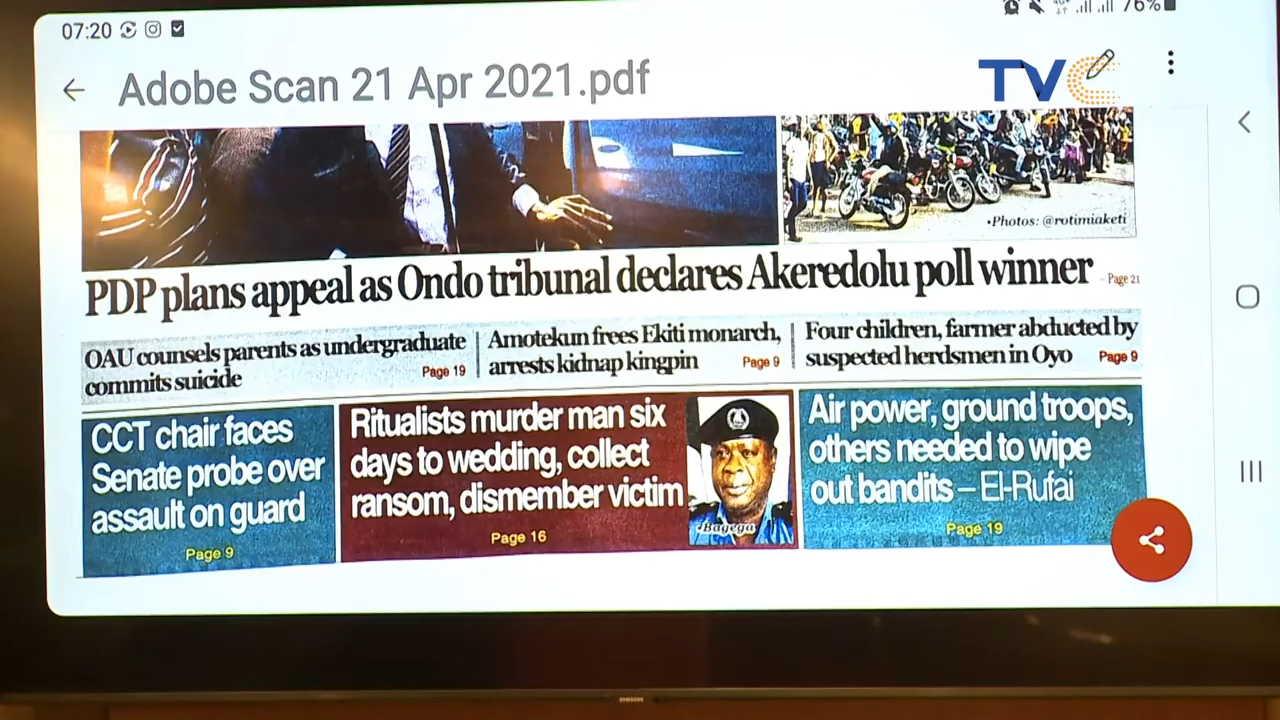 07:20
76%
Adobe Scan 21 Apr 2021.pdf
TVC
•Photos: @rotimiaketi
PDP plans appeal as Ondo tribunal declares Akeredolu poll winner – Page 21
OAU counsels parents as undergraduate
commits suicide Page 19
Amotekun frees Ekiti monarch,
arrests kidnap kingpin Page 9
Four children, farmer abducted by
suspected herdsmen in Oyo Page 9
CCT chair faces
Senate probe over
assault on guard
Page 9
Ritualists murder man six
days to wedding, collect
ransom, dismember victim
Page 16
•Bagega
Air power, ground troops,
others needed to wipe
out bandits – El-Rufai
Page 19
SAMSUNG